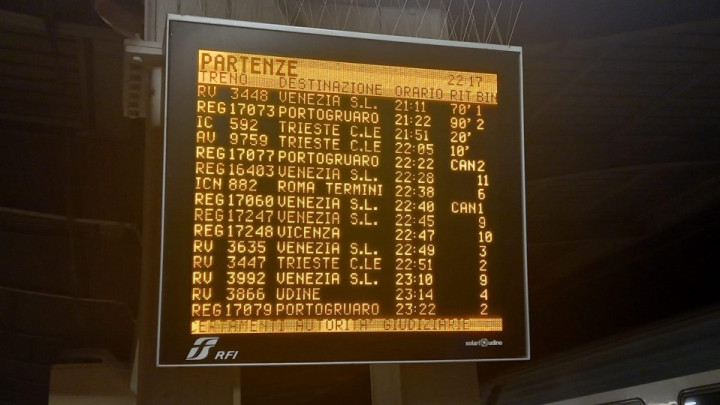 PARTENZE 22:17
TRENO DESTINAZIONE ORARIO RIT BIN
RV 3448 VENEZIA S.L. 21:11 70' 1
REG 17073 PORTOGRUARO 21:22 90' 2
IC 592 TRIESTE C.LE 21:51 20'
AV 9759 TRIESTE C.LE 22:05 10'
REG 17077 PORTOGRUARO 22:22 CAN 2
REG 16403 VENEZIA S.L. 22:28 11
ICN 882 ROMA TERMINI 22:38 6
REG 17060 VENEZIA S.L. 22:40 CAN 1
REG 17247 VENEZIA S.L. 22:45 9
REG 17248 VICENZA 22:47 10
RV 3635 VENEZIA S.L. 22:49 3
RV 3447 TRIESTE C.LE 22:51 2
RV 3992 VENEZIA S.L. 23:10 9
RV 3866 UDINE 23:14 4
REG 17079 PORTOGRUARO 23:22 2
CERTAMENTI AUTORITA' GIUDIZIARIE
RFI
solari udine